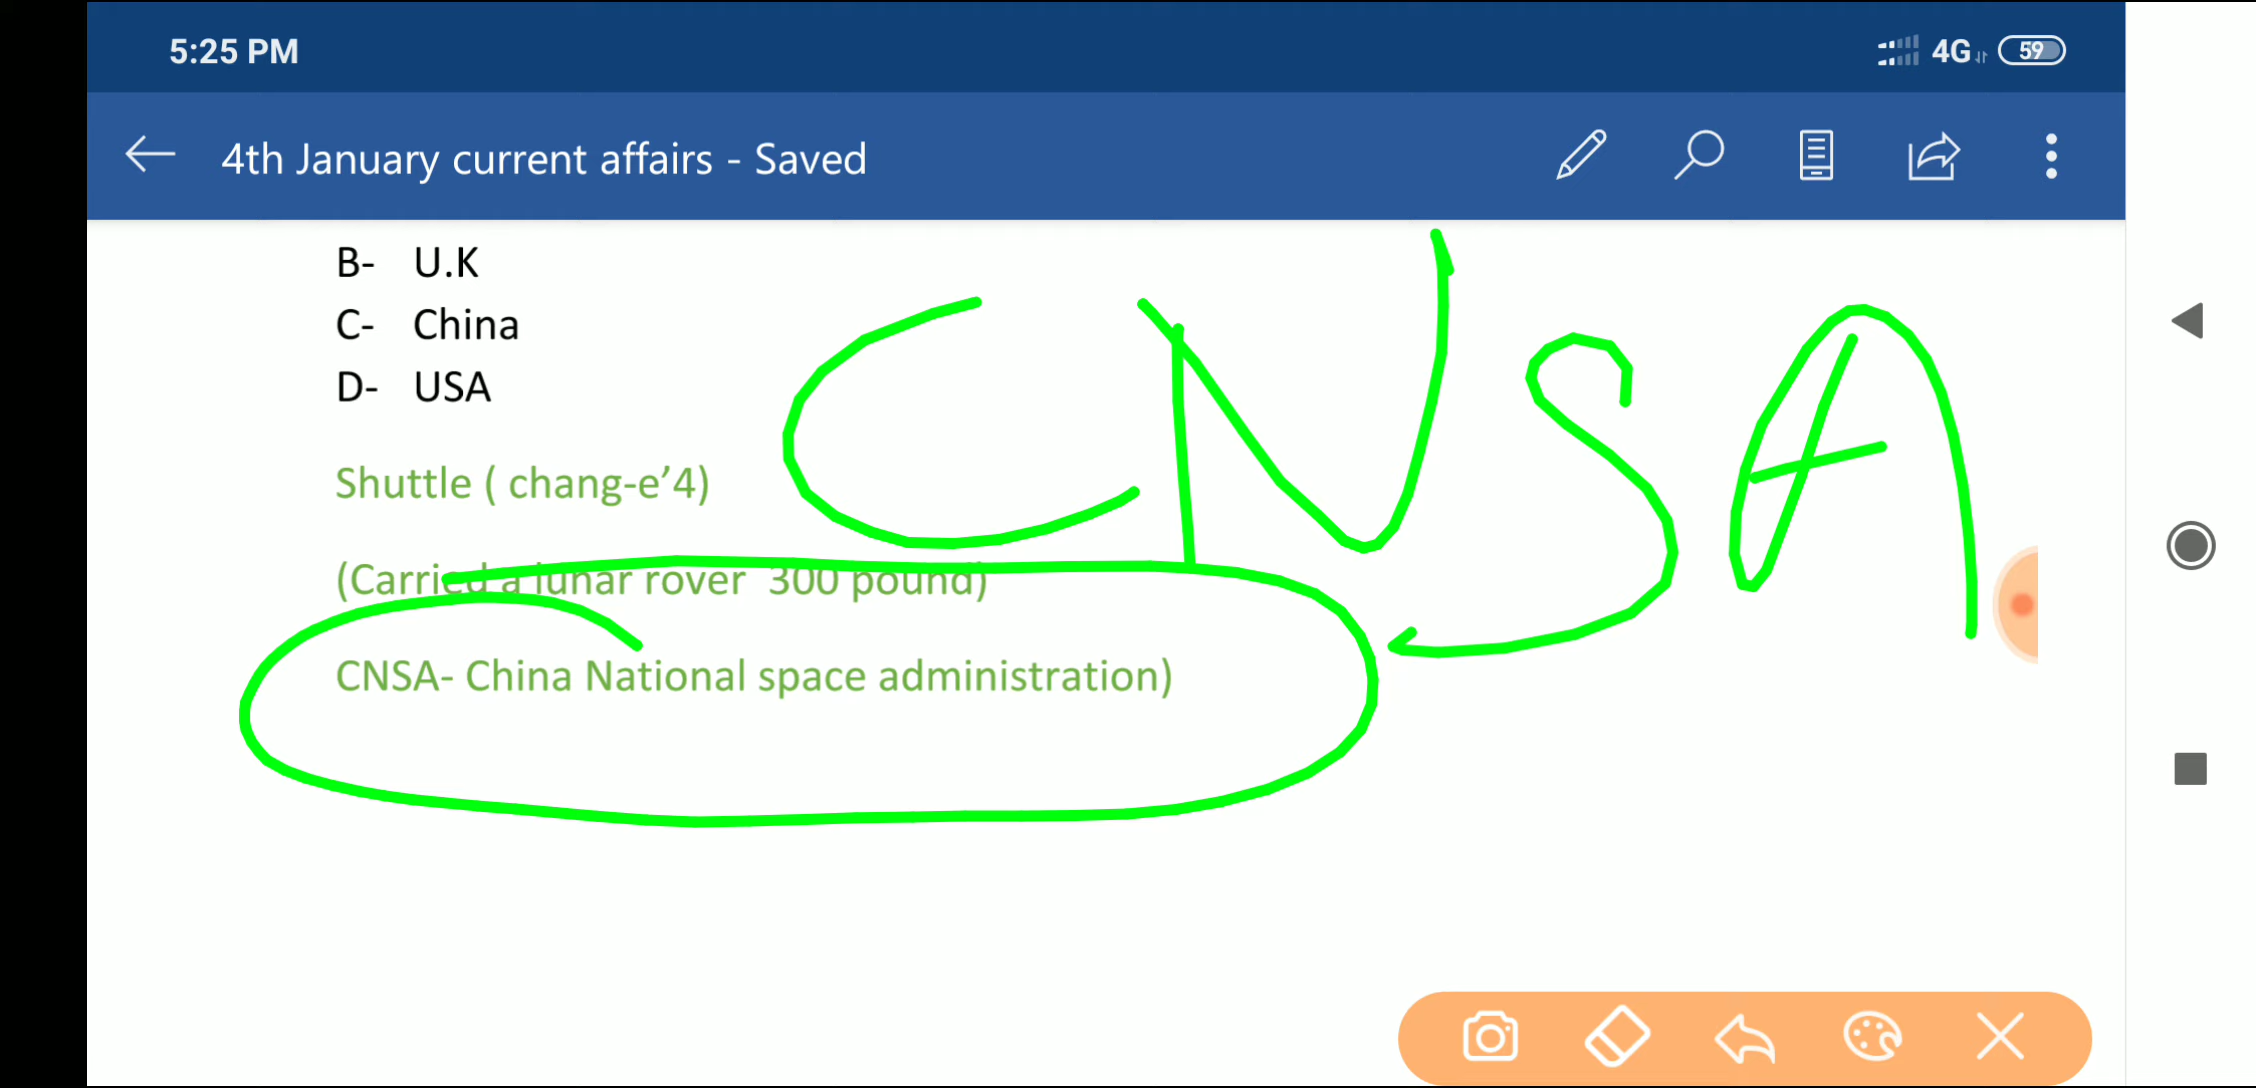 5:25 PM 4G 59
4th January current affairs - Saved
B- U.K
C- China
D- USA
CNSA
Shuttle ( chang-e’4)
(Carried a lunar rover 300 pound)
CNSA- China National space administration)